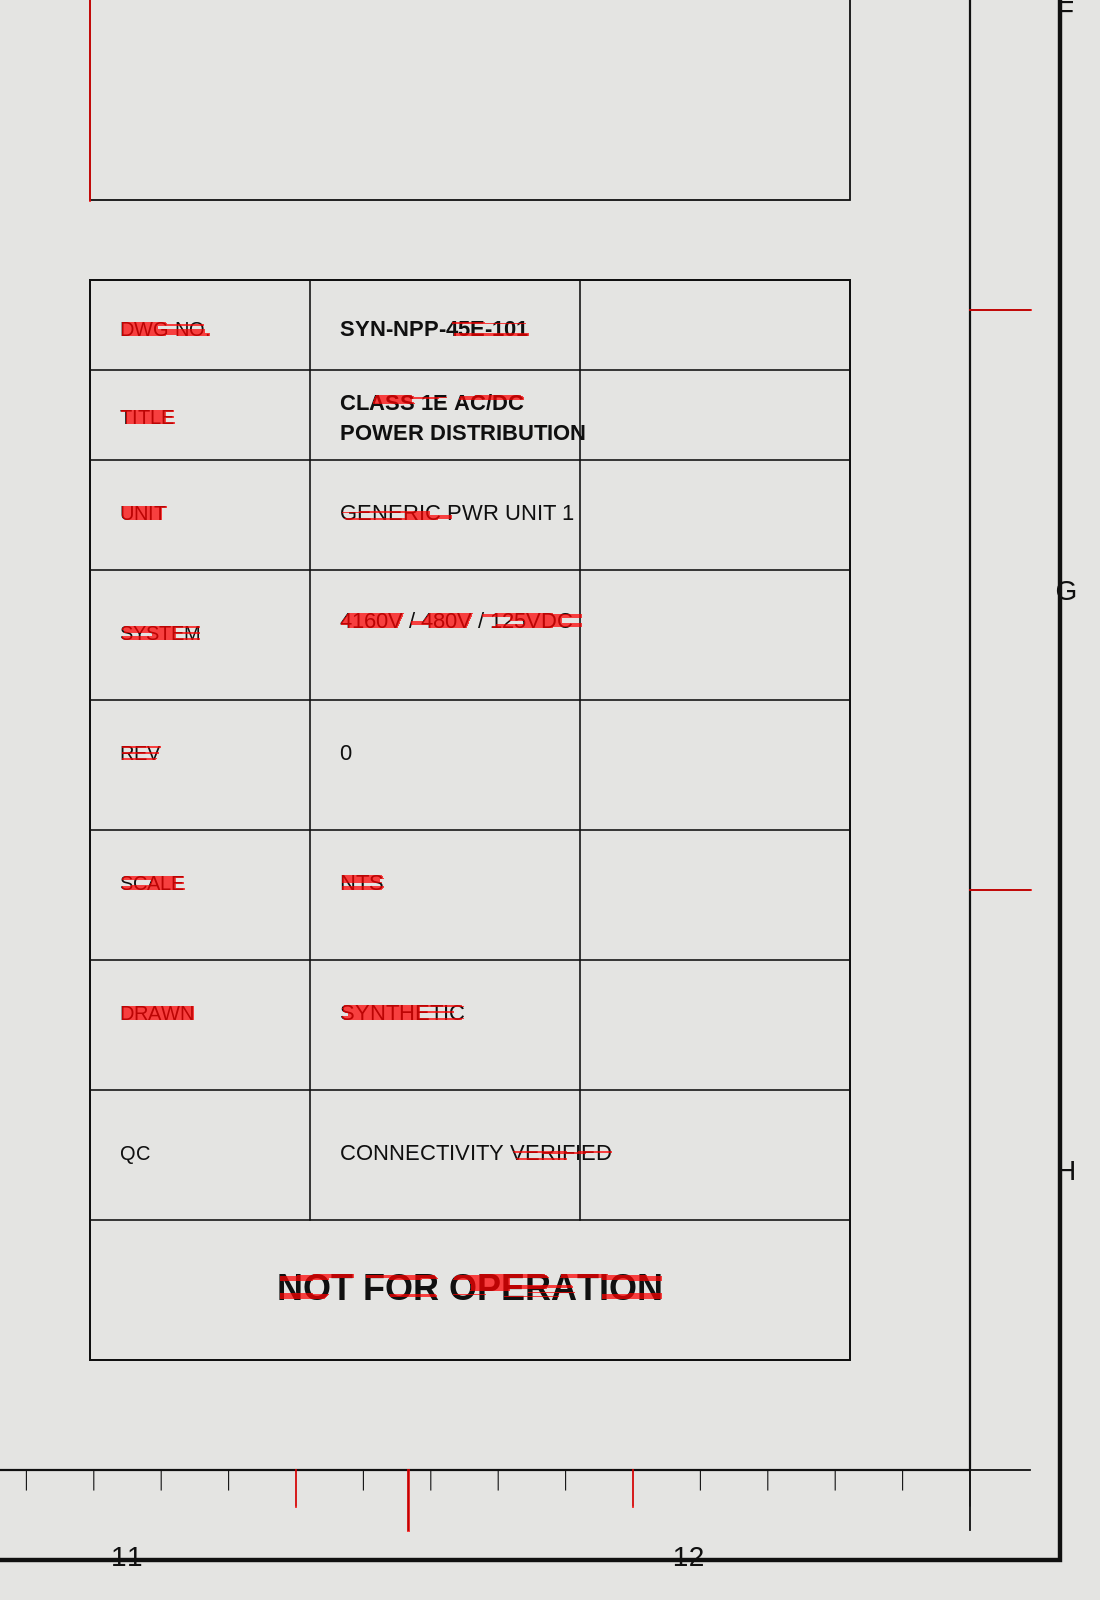 DWG NO. SYN-NPP-45E-101
TITLE CLASS 1E AC/DC
POWER DISTRIBUTION
UNIT GENERIC PWR UNIT 1
G
SYSTEM 4160V / 480V / 125VDC
REV 0
SCALE NTS
DRAWN SYNTHETIC
QC CONNECTIVITY VERIFIED
H
NOT FOR OPERATION
11 12